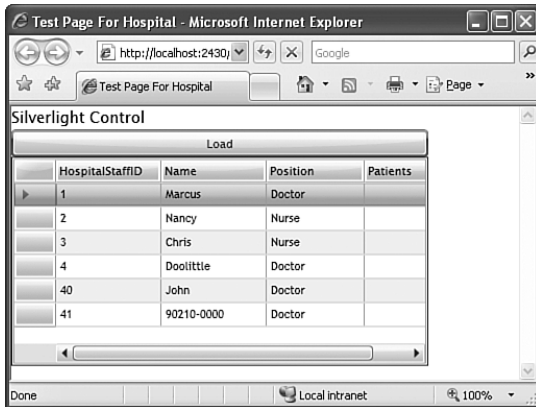 Test Page For Hospital - Microsoft Internet Explorer
http://localhost:2430/ Google
Test Page For Hospital Page
Silverlight Control
Load
HospitalStaffID Name Position Patients
1 Marcus Doctor
2 Nancy Nurse
3 Chris Nurse
4 Doolittle Doctor
40 John Doctor
41 90210-0000 Doctor
Done Local intranet 100%